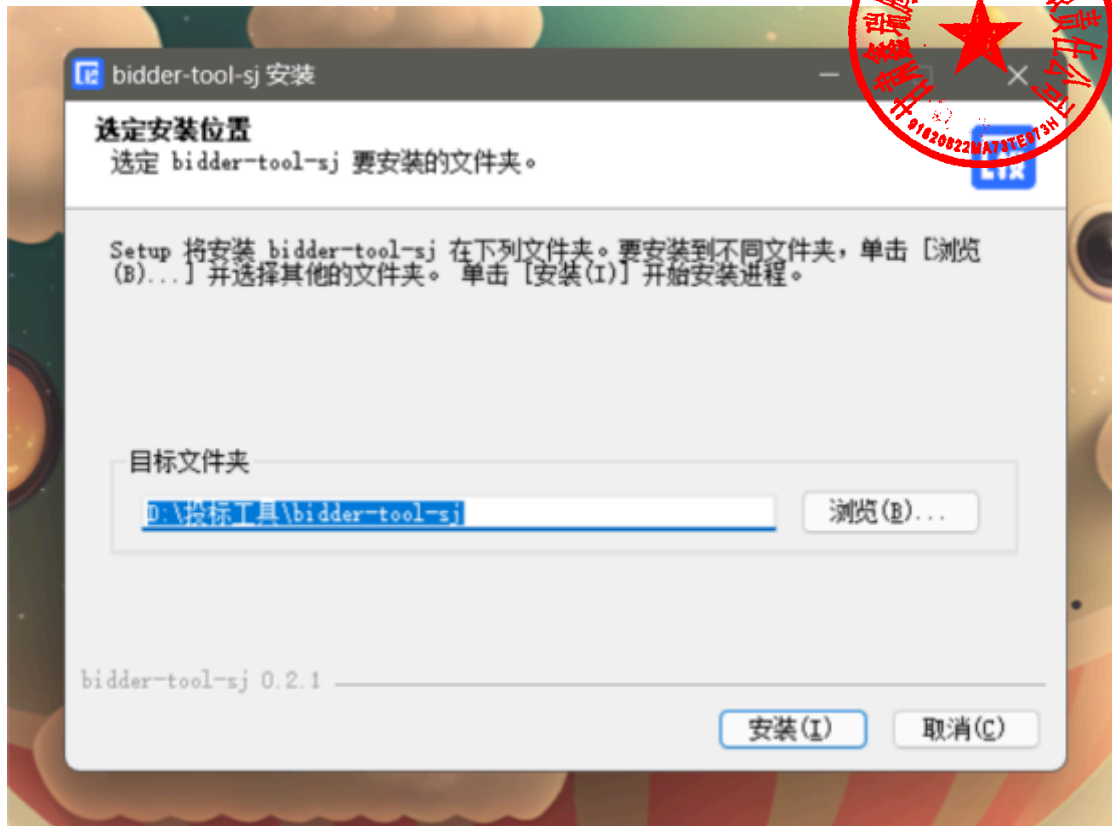 bidder-tool-sj 安装
选定安装位置
选定 bidder-tool-sj 要安装的文件夹。
Setup 将安装 bidder-tool-sj 在下列文件夹。要安装到不同文件夹，单击 [浏览
(B)...] 并选择其他的文件夹。 单击 [安装(I)] 开始安装进程。
目标文件夹
D:\投标工具\bidder-tool-sj
浏览(B)...
bidder-tool-sj 0.2.1
安装(I)
取消(C)